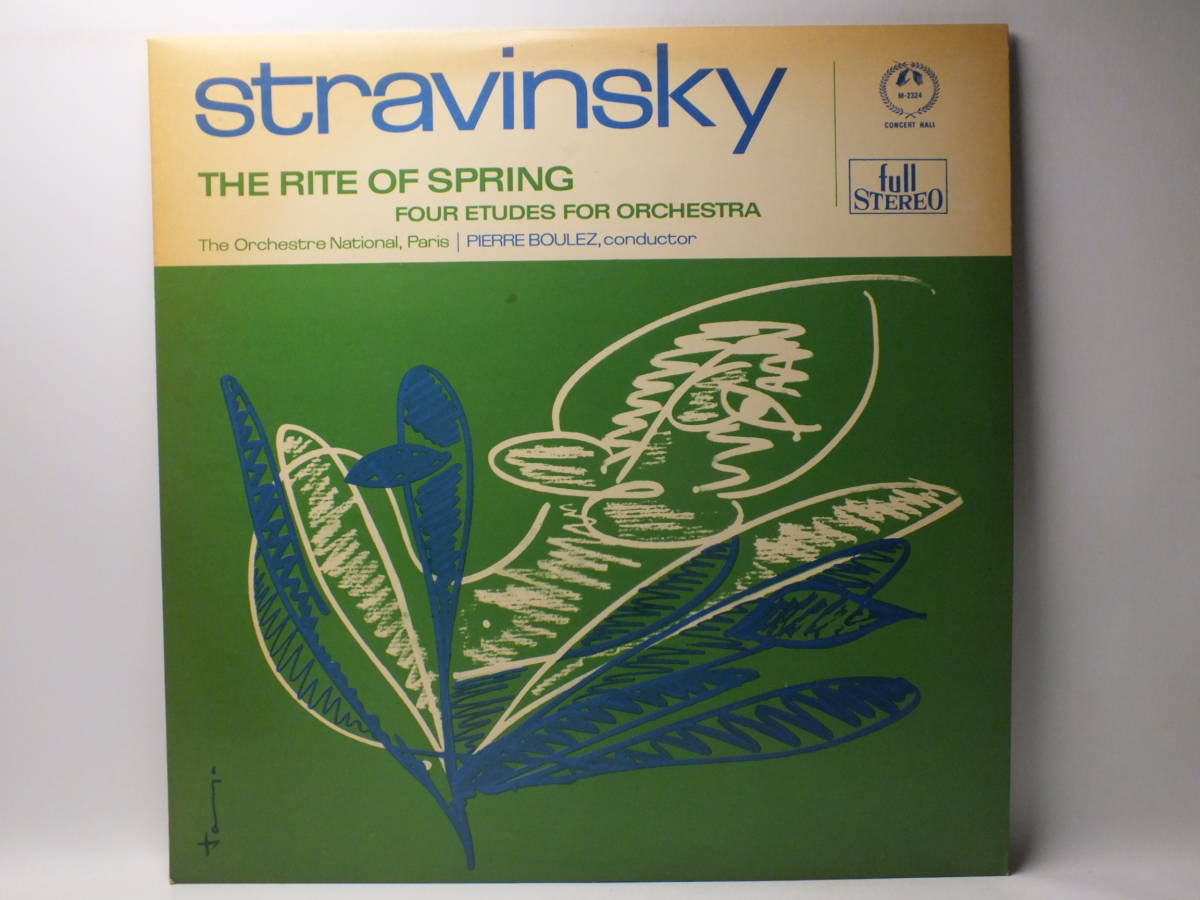 stravinsky
THE RITE OF SPRING
FOUR ETUDES FOR ORCHESTRA
The Orchestre National, Paris | PIERRE BOULEZ, conductor
M-2324
CONCERT HALL
full
STEREO